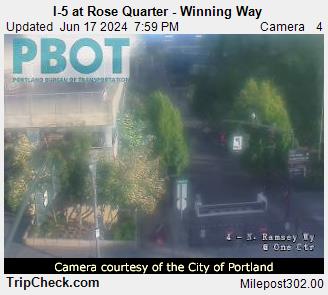 I-5 at Rose Quarter - Winning Way
Updated Jun 17 2024 7:59 PM Camera 4
PBOT
PORTLAND BUREAU OF TRANSPORTATION
4 - N. Ramsey Wy
@ One Ctr
Camera courtesy of the City of Portland
TripCheck.com Milepost302.00